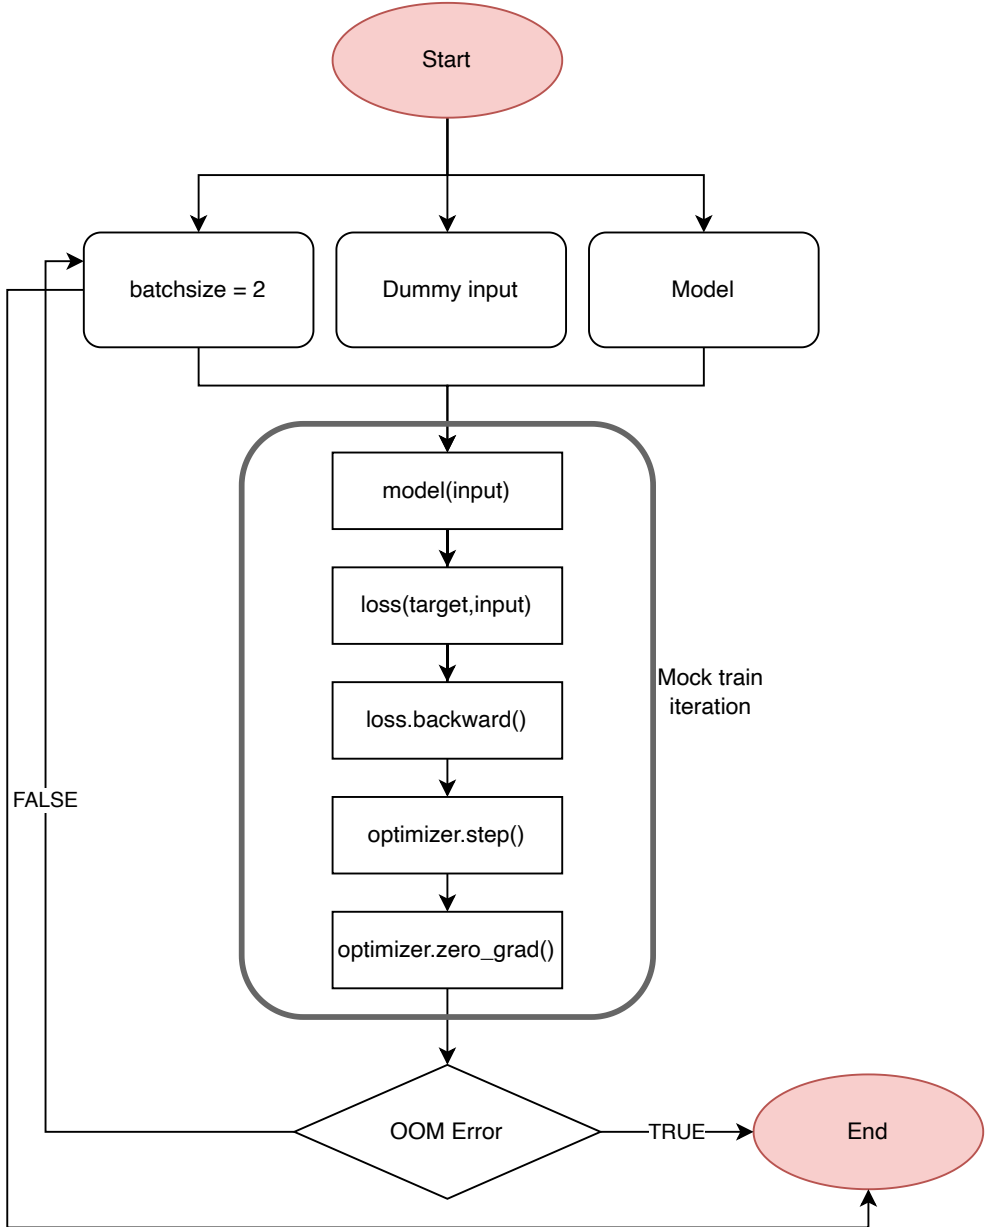 Start
batchsize = 2
Dummy input
Model
model(input)
loss(target,input)
loss.backward()
Mock train
iteration
optimizer.step()
FALSE
optimizer.zero_grad()
OOM Error
TRUE
End